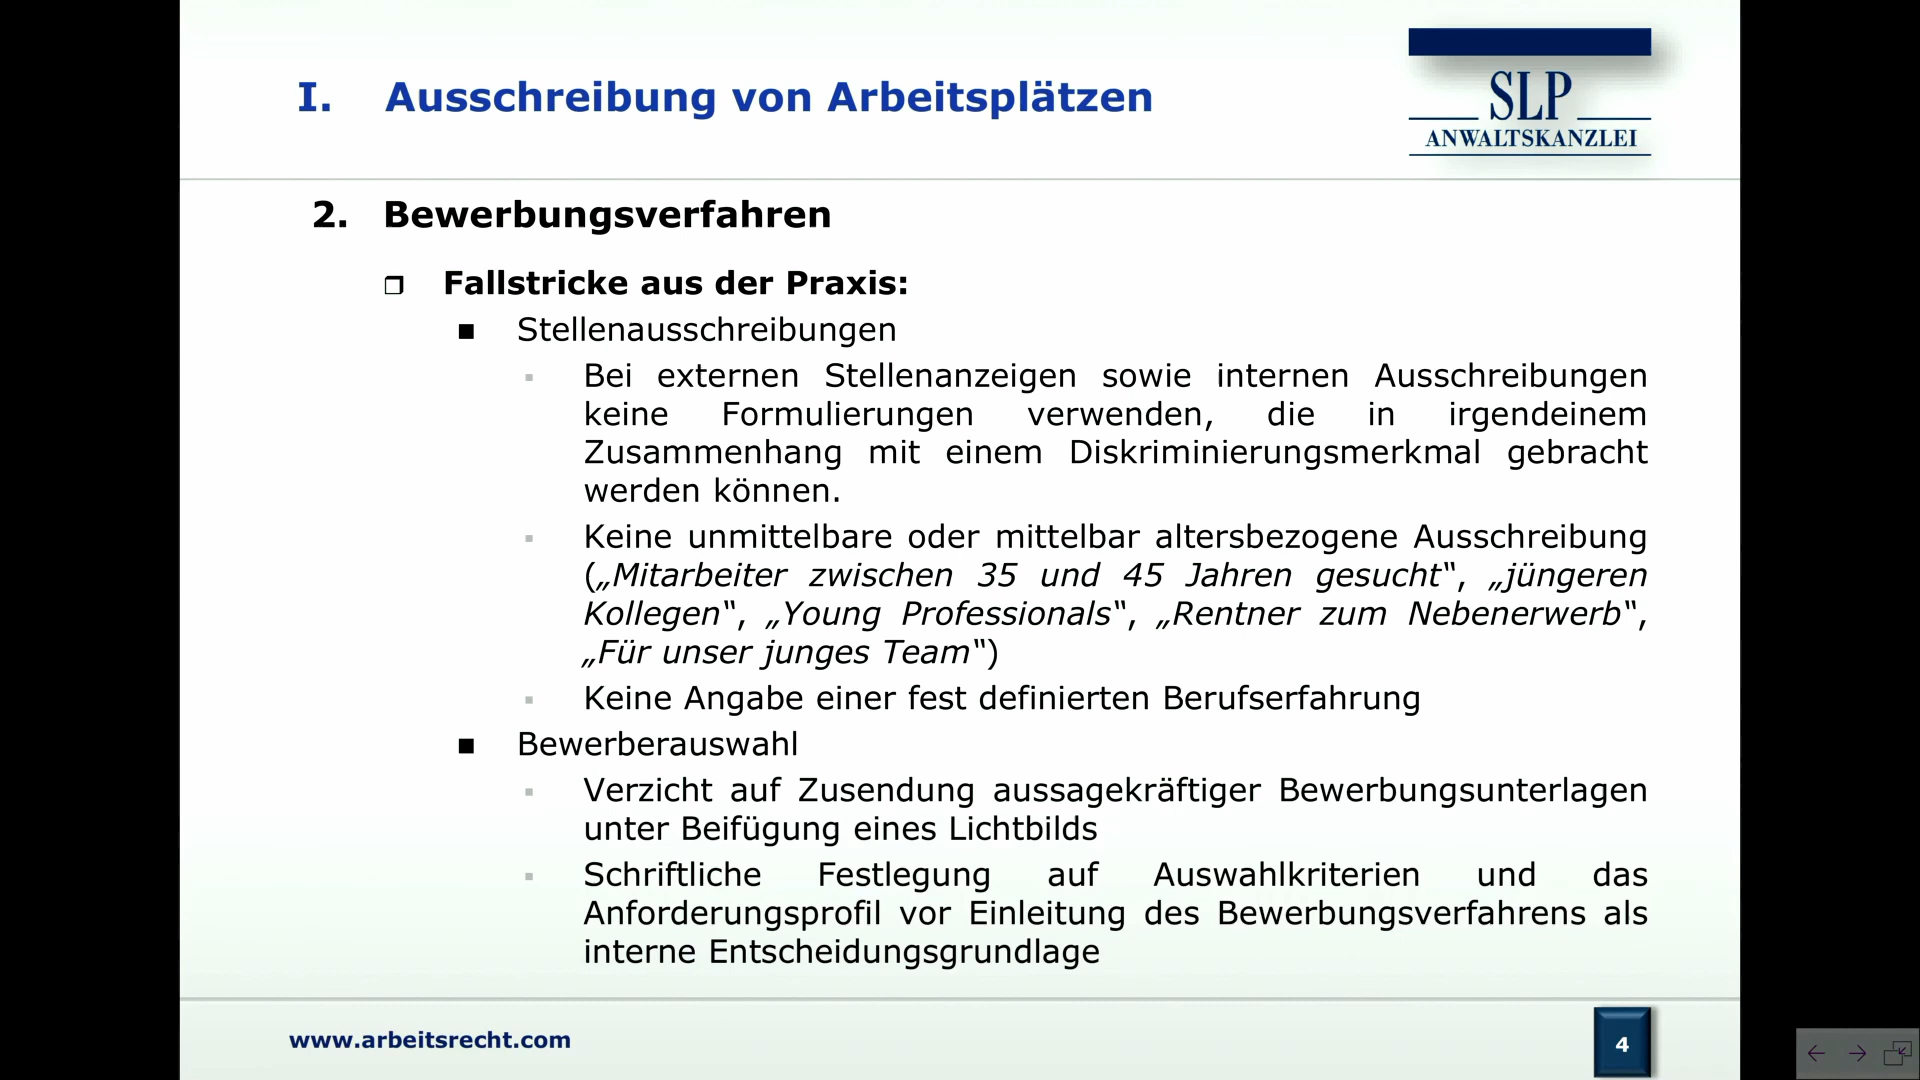 I. Ausschreibung von Arbeitsplätzen
SLP
ANWALTSKANZLEI
2. Bewerbungsverfahren
Fallstricke aus der Praxis:
Stellenausschreibungen
Bei externen Stellenanzeigen sowie internen Ausschreibungen
keine Formulierungen verwenden, die in irgendeinem
Zusammenhang mit einem Diskriminierungsmerkmal gebracht
werden können.
Keine unmittelbare oder mittelbar altersbezogene Ausschreibung
(„Mitarbeiter zwischen 35 und 45 Jahren gesucht“, „jüngeren
Kollegen“, „Young Professionals“, „Rentner zum Nebenerwerb“,
„Für unser junges Team“)
Keine Angabe einer fest definierten Berufserfahrung
Bewerberauswahl
Verzicht auf Zusendung aussagekräftiger Bewerbungsunterlagen
unter Beifügung eines Lichtbilds
Schriftliche Festlegung auf Auswahlkriterien und das
Anforderungsprofil vor Einleitung des Bewerbungsverfahrens als
interne Entscheidungsgrundlage
www.arbeitsrecht.com
4